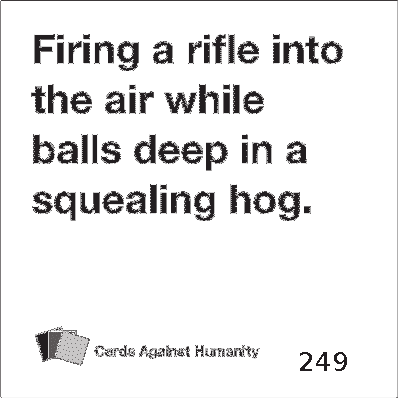 Firing a rifle into
the air while
balls deep in a
squealing hog.
Cards Against Humanity
249